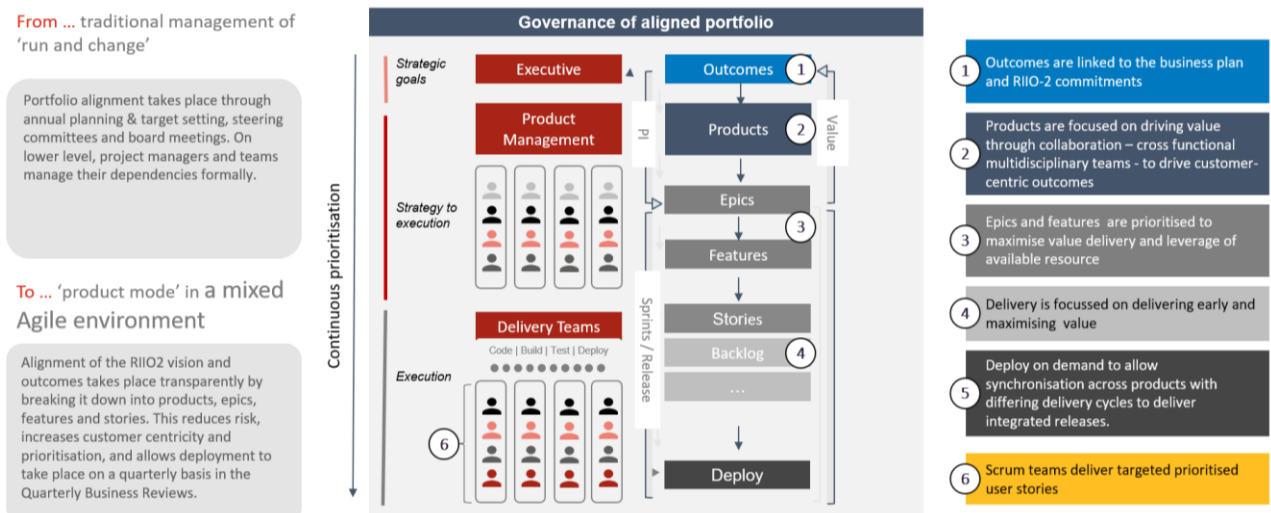 From ... traditional management of
‘run and change’
Portfolio alignment takes place through
annual planning & target setting, steering
committees and board meetings. On
lower level, project managers and teams
manage their dependencies formally.
To ... ‘product mode’ in a mixed
Agile environment
Alignment of the RIIO2 vision and
outcomes takes place transparently by
breaking it down into products, epics,
features and stories. This reduces risk,
increases customer centricity and
prioritisation, and allows deployment to
take place on a quarterly basis in the
Quarterly Business Reviews.
Continuous prioritisation
Governance of aligned portfolio
Strategic
goals
Strategy to
execution
Execution
Executive
Product
Management
Delivery Teams
Code | Build | Test | Deploy
6
PI
Sprints / Release
Value
Outcomes
1
Products
2
Epics
3
Features
Stories
Backlog
4
...
Deploy
1
Outcomes are linked to the business plan
and RIIO-2 commitments
2
Products are focused on driving value
through collaboration – cross functional
multidisciplinary teams - to drive customer-
centric outcomes
3
Epics and features are prioritised to
maximise value delivery and leverage of
available resource
4
Delivery is focussed on delivering early and
maximising value
5
Deploy on demand to allow
synchronisation across products with
differing delivery cycles to deliver
integrated releases.
6
Scrum teams deliver targeted prioritised
user stories